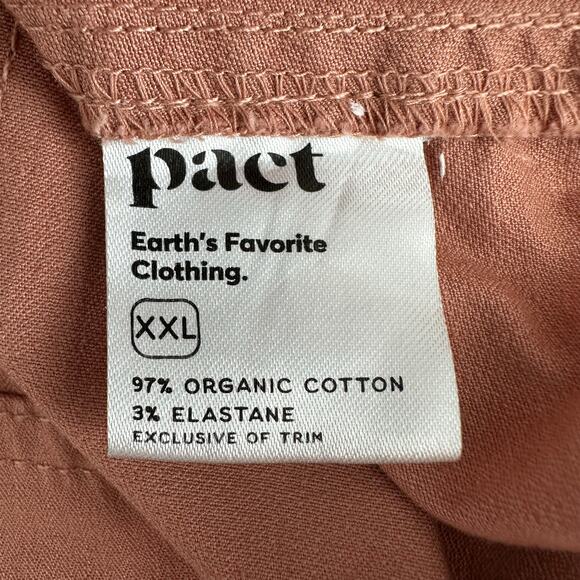 pact
Earth's Favorite
Clothing.
XXL
97% ORGANIC COTTON
3% ELASTANE
EXCLUSIVE OF TRIM